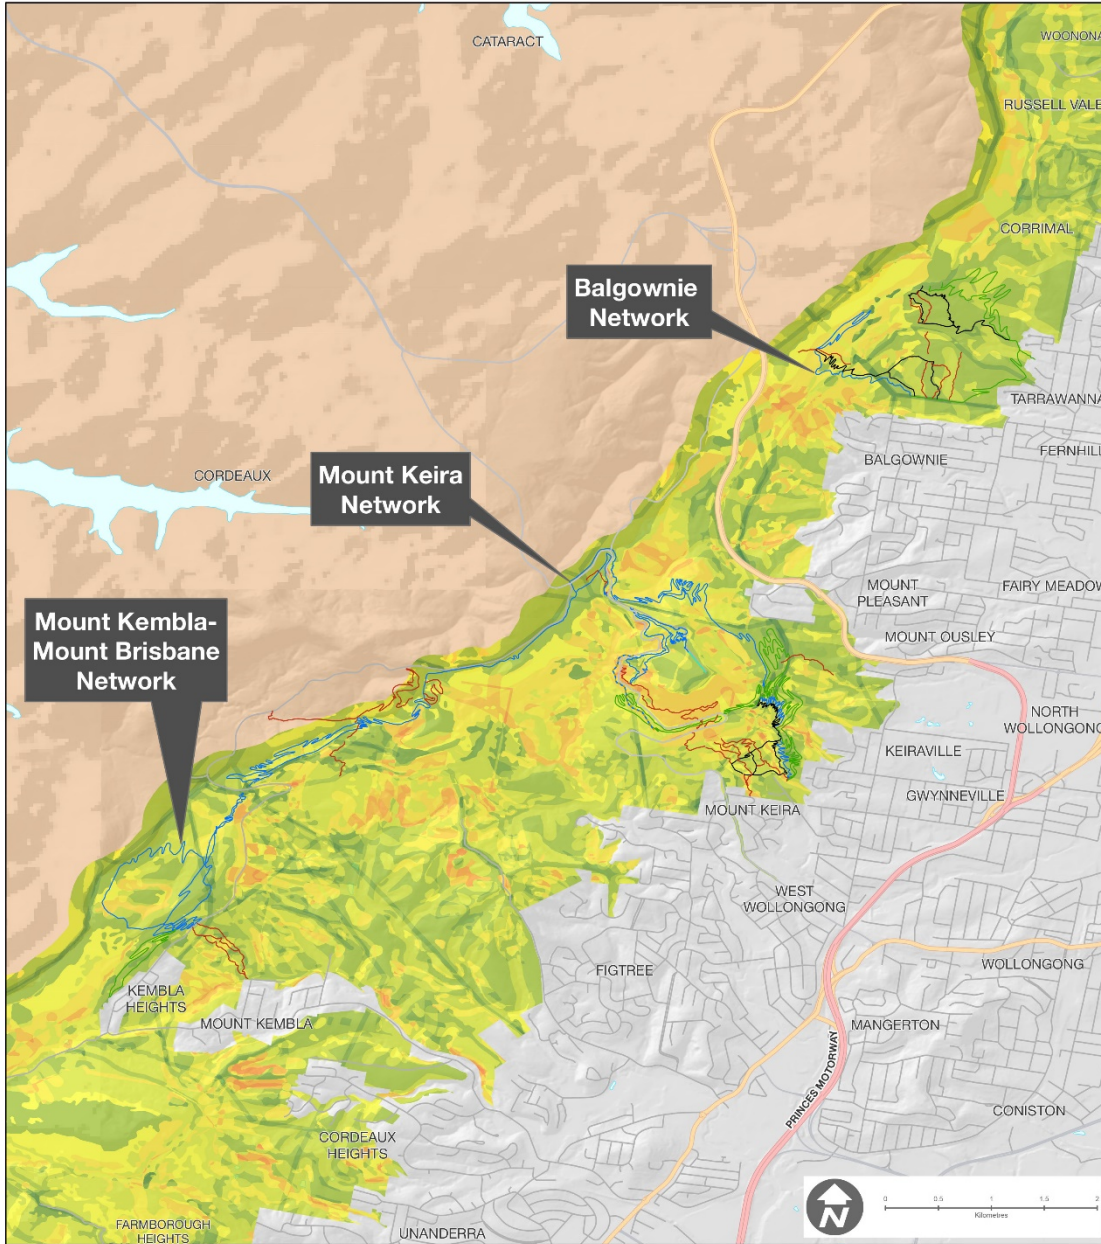 CATARACT
WOONONA
RUSSELL VALE
CORRIMAL
Balgownie
Network
TARRAWANNA
BALGOWNIE
FERNHILL
Mount Keira
Network
CORDEAUX
MOUNT
PLEASANT
FAIRY MEADOW
Mount Kembla-
Mount Brisbane
Network
MOUNT OUSLEY
NORTH
WOLLONGONG
KEIRAVILLE
GWYNNEVILLE
MOUNT KEIRA
WEST
WOLLONGONG
FIGTREE
WOLLONGONG
KEMBLA
HEIGHTS
MOUNT KEMBLA
MANGERTON
PRINCES MOTORWAY
CONISTON
CORDEAUX
HEIGHTS
FARMBOROUGH
HEIGHTS
UNANDERRA
N
0 0.5 1 1.5 2
Kilometres